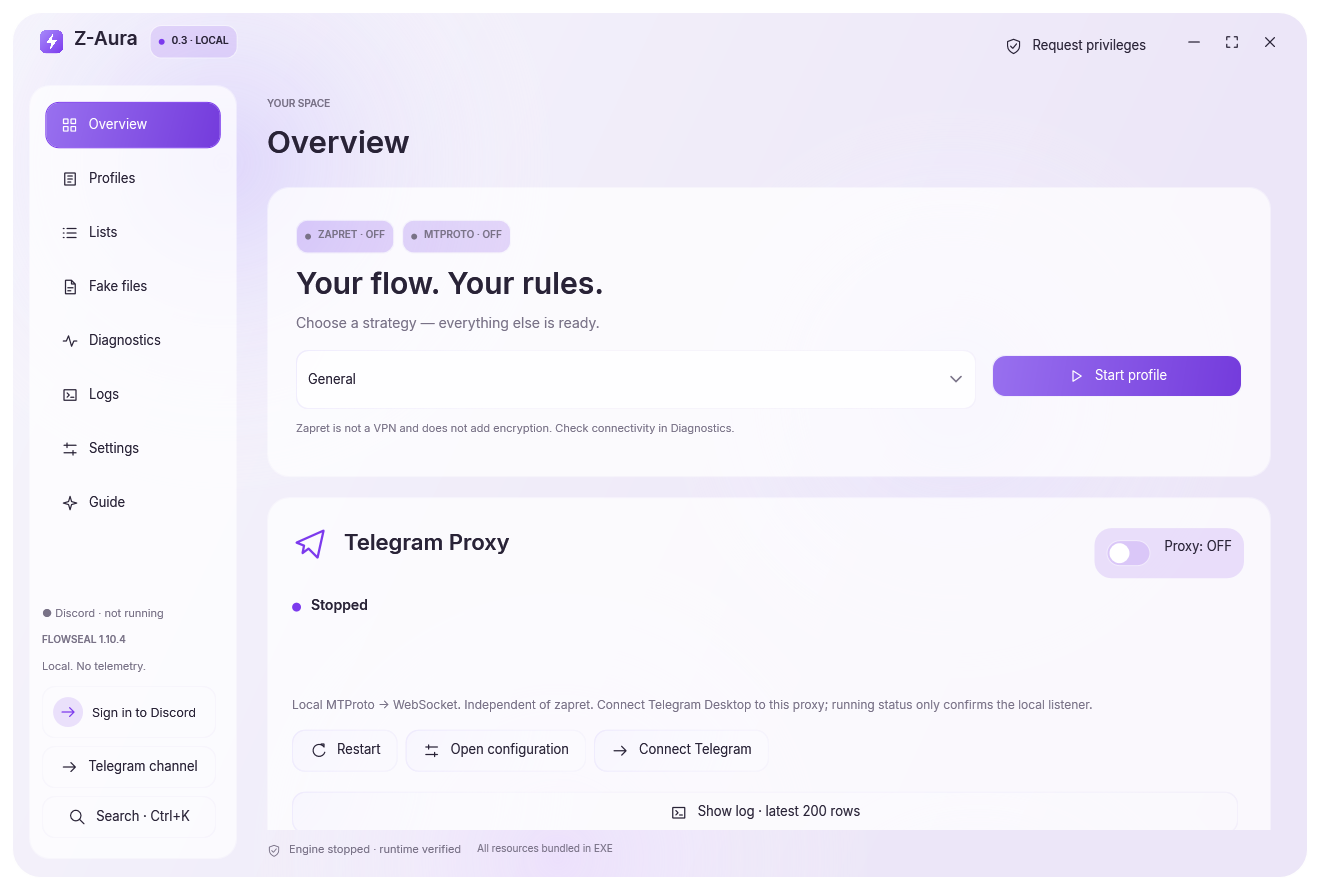 Z-Aura
0.3 · LOCAL
Request privileges
Overview
Profiles
Lists
Fake files
Diagnostics
Logs
Settings
Guide
Discord · not running
FLOWSEAL 1.10.4
Local. No telemetry.
Sign in to Discord
Telegram channel
Search · Ctrl+K
YOUR SPACE
Overview
ZAPRET · OFF
MTPROTO · OFF
Your flow. Your rules.
Choose a strategy — everything else is ready.
General
Start profile
Zapret is not a VPN and does not add encryption. Check connectivity in Diagnostics.
Telegram Proxy
Proxy: OFF
Stopped
Local MTProto → WebSocket. Independent of zapret. Connect Telegram Desktop to this proxy; running status only confirms the local listener.
Restart
Open configuration
Connect Telegram
Show log · latest 200 rows
Engine stopped · runtime verified
All resources bundled in EXE